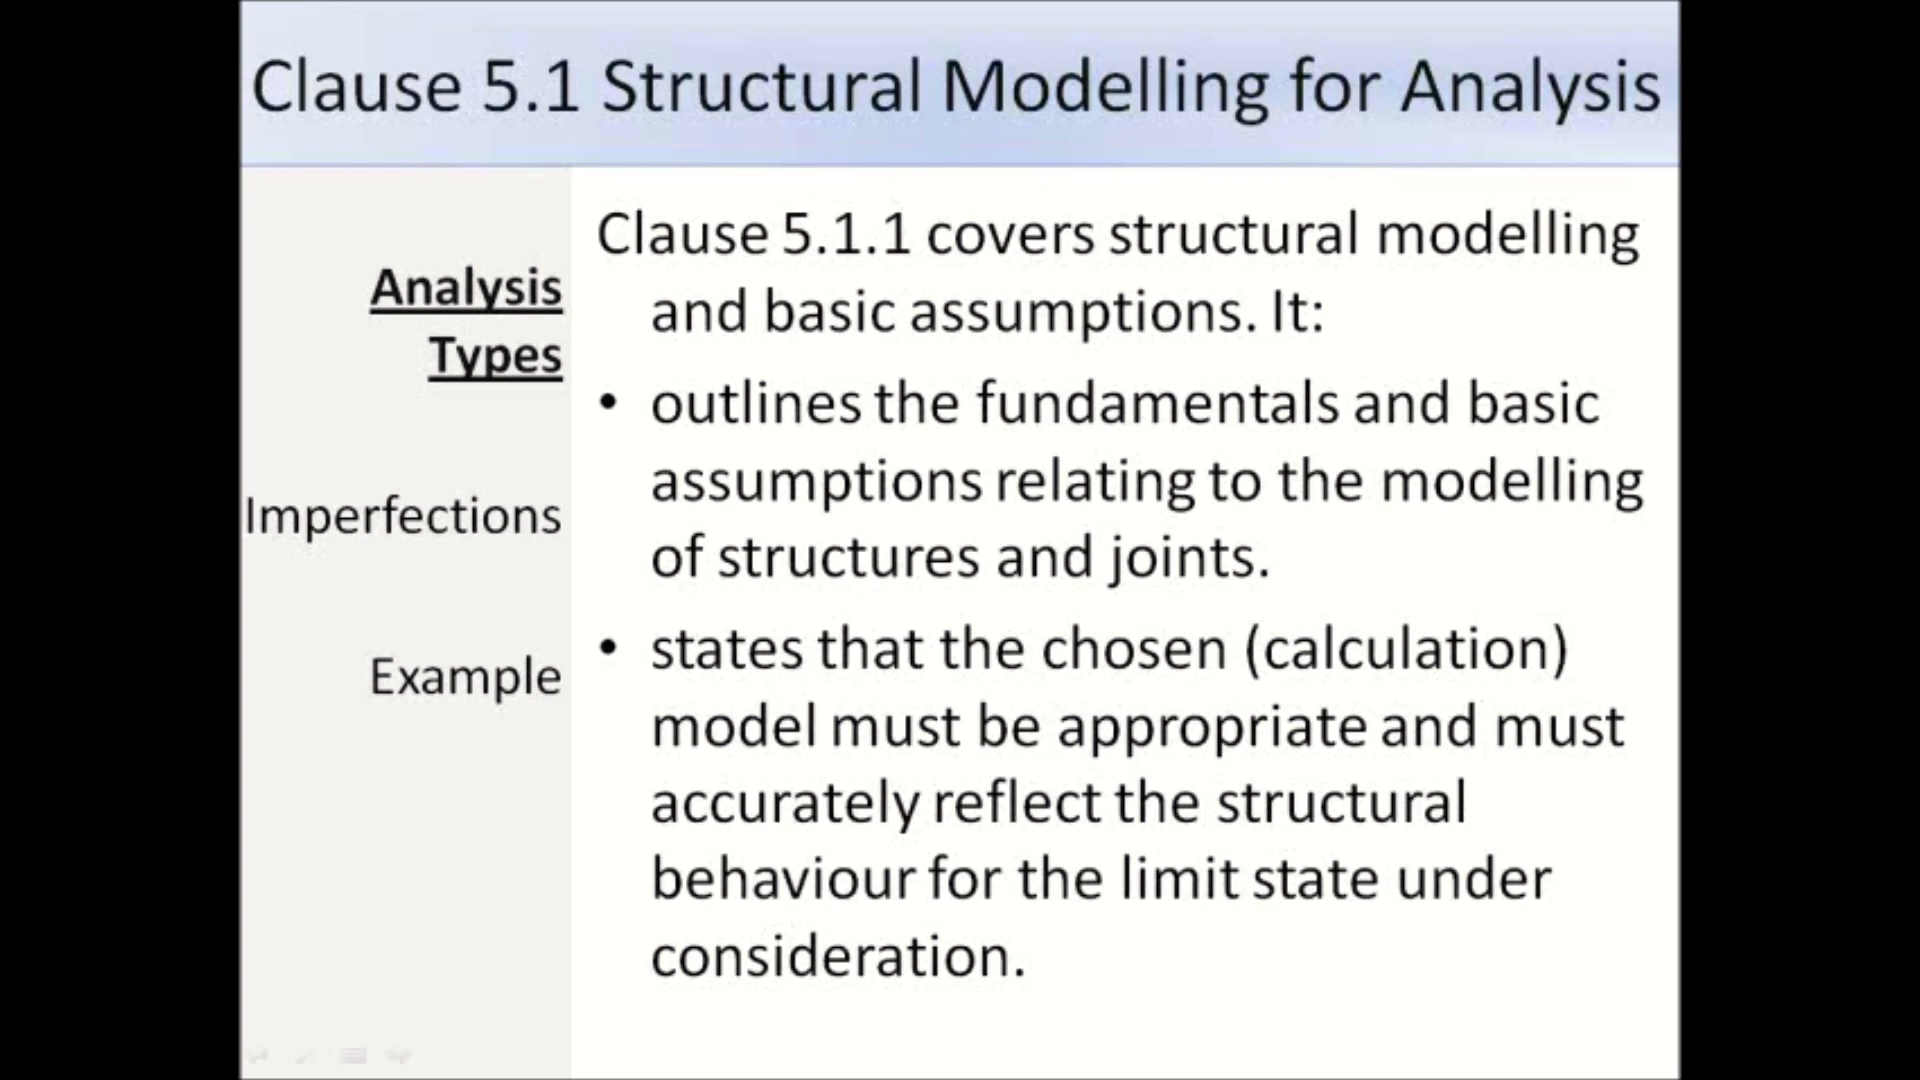 Clause 5.1 Structural Modelling for Analysis
Analysis
Types
Imperfections
Example
Clause 5.1.1 covers structural modelling
and basic assumptions. It:
• outlines the fundamentals and basic
assumptions relating to the modelling
of structures and joints.
• states that the chosen (calculation)
model must be appropriate and must
accurately reflect the structural
behaviour for the limit state under
consideration.